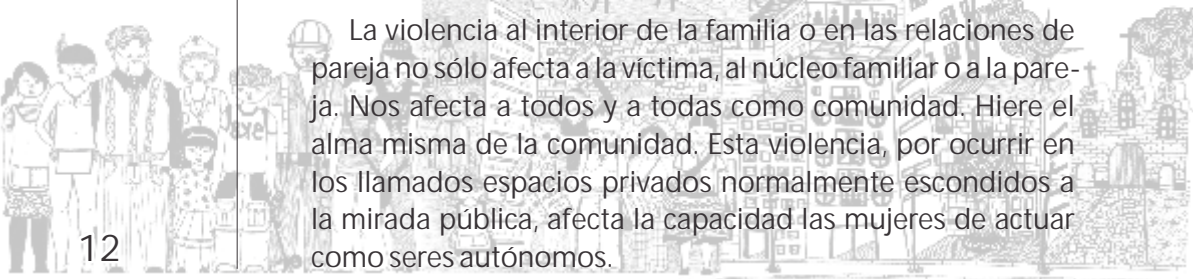 La violencia al interior de la familia o en las relaciones de
pareja no sólo afecta a la víctima, al núcleo familiar o a la pare-
ja. Nos afecta a todos y a todas como comunidad. Hiere el
alma misma de la comunidad. Esta violencia, por ocurrir en
los llamados espacios privados normalmente escondidos a
la mirada pública, afecta la capacidad las mujeres de actuar
como seres autónomos.
12